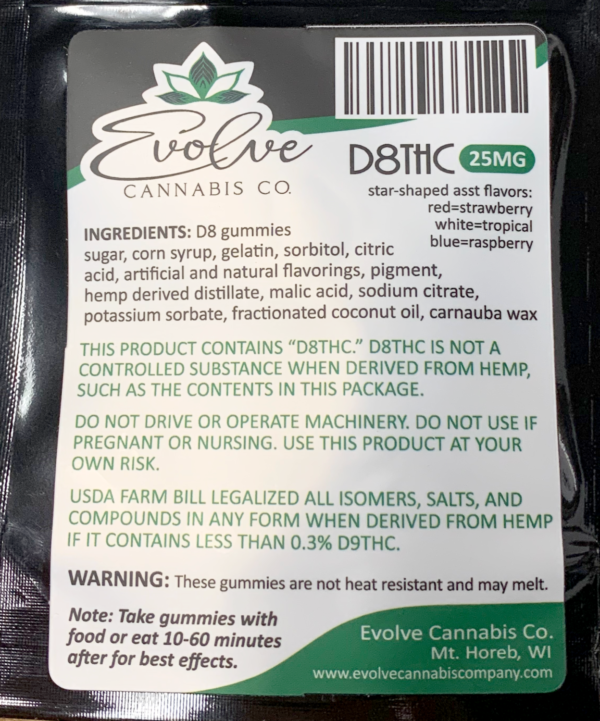 Evolve
CANNABIS CO.
D8THC 25MG
star-shaped asst flavors:
red=strawberry
white=tropical
blue=raspberry
INGREDIENTS: D8 gummies
sugar, corn syrup, gelatin, sorbitol, citric
acid, artificial and natural flavorings, pigment,
hemp derived distillate, malic acid, sodium citrate,
potassium sorbate, fractionated coconut oil, carnauba wax
THIS PRODUCT CONTAINS “D8THC.” D8THC IS NOT A
CONTROLLED SUBSTANCE WHEN DERIVED FROM HEMP,
SUCH AS THE CONTENTS IN THIS PACKAGE.
DO NOT DRIVE OR OPERATE MACHINERY. DO NOT USE IF
PREGNANT OR NURSING. USE THIS PRODUCT AT YOUR
OWN RISK.
USDA FARM BILL LEGALIZED ALL ISOMERS, SALTS, AND
COMPOUNDS IN ANY FORM WHEN DERIVED FROM HEMP
IF IT CONTAINS LESS THAN 0.3% D9THC.
WARNING: These gummies are not heat resistant and may melt.
Note: Take gummies with
food or eat 10-60 minutes
after for best effects.
Evolve Cannabis Co.
Mt. Horeb, WI
www.evolvecannabiscompany.com